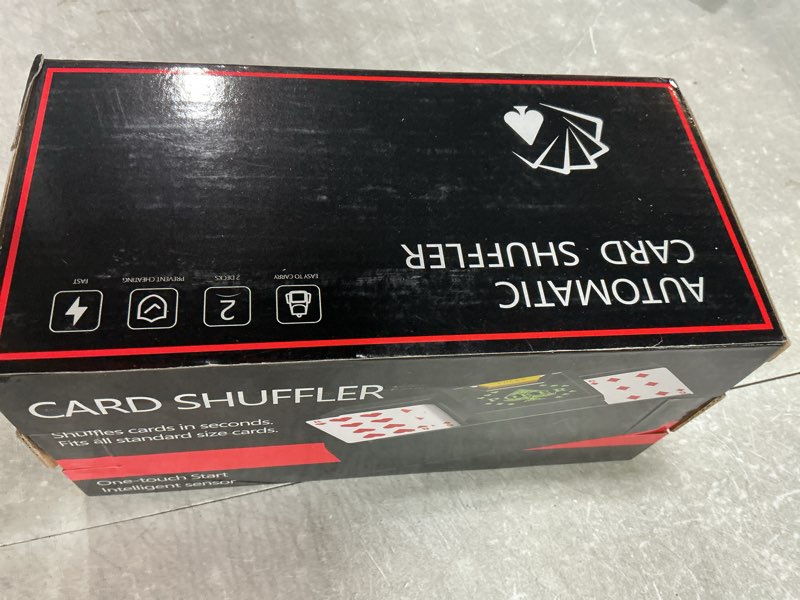 AUTOMATIC
CARD SHUFFLER
EASY TO CARRY
2
2 DECKS
PREVENT CHEATING
FAST
CARD SHUFFLER
Shuffles cards in seconds.
Fits all standard size cards.
One-touch Start
Intelligent sensor